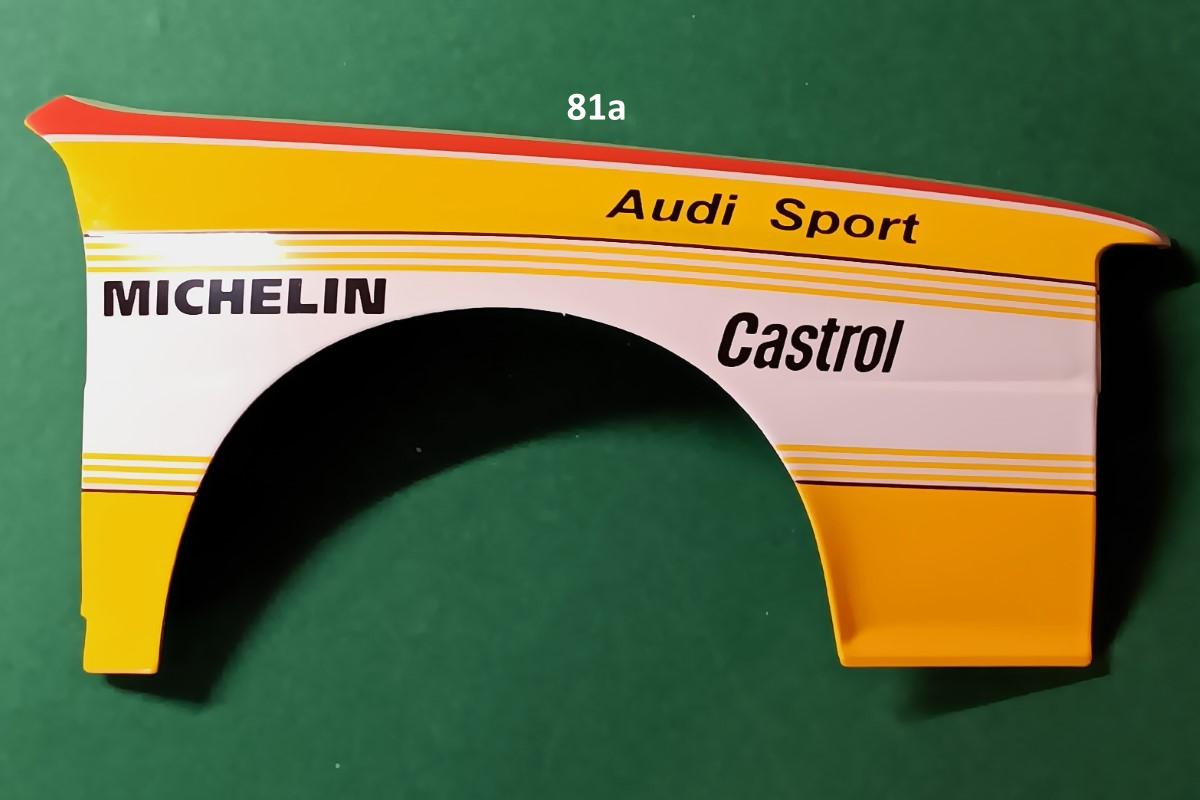 81a
Audi Sport
MICHELIN
Castrol